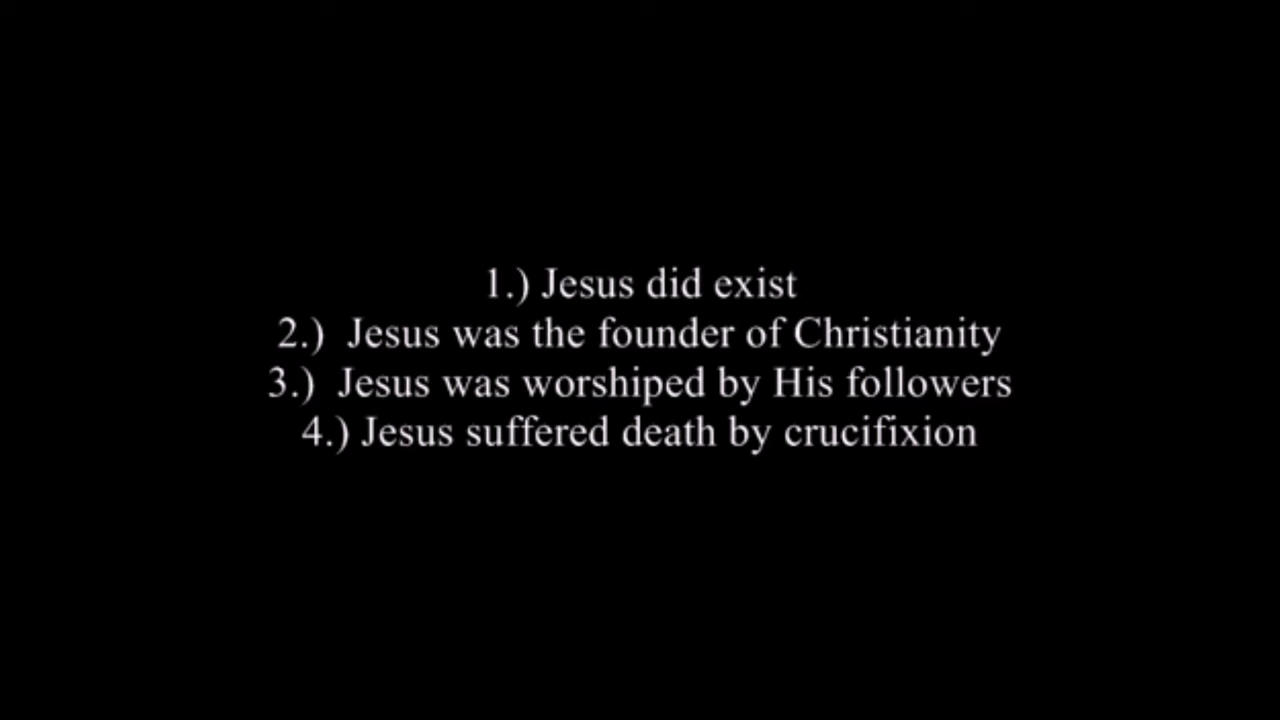 1.) Jesus did exist
2.)  Jesus was the founder of Christianity
3.)  Jesus was worshiped by His followers
4.) Jesus suffered death by crucifixion